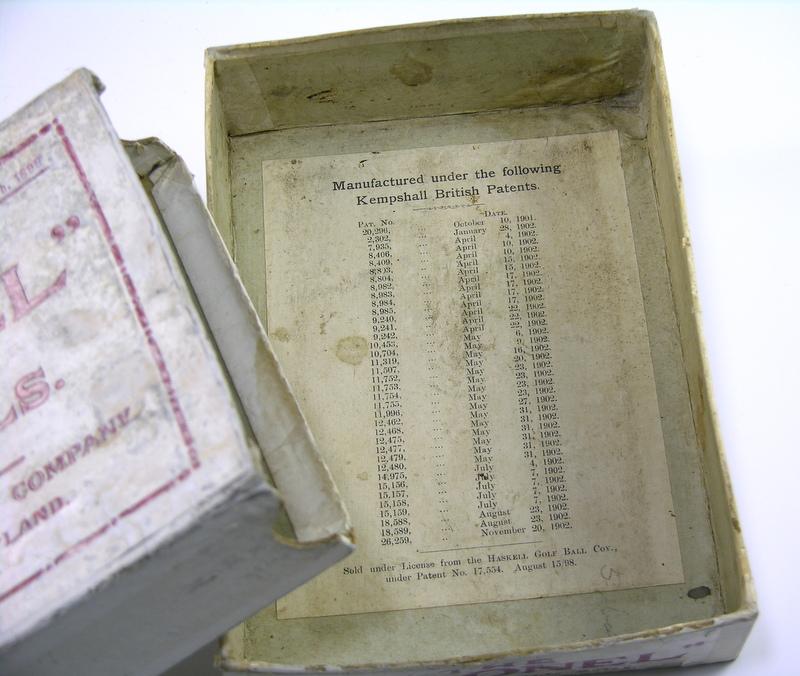 Manufactured under the following
Kempshall British Patents.
PAT. No. DATE.
20,296, ... October 10, 1901.
2,302, ... January 28, 1902.
7,935, ... April 4, 1902.
8,406, ... April 10, 1902.
8,409, ... April 10, 1902.
8,803, ... April 15, 1902.
8,804, ... April 15, 1902.
8,982, ... April 17, 1902.
8,983, ... April 17, 1902.
8,984, ... April 17, 1902.
8,985, ... April 17, 1902.
9,240, ... April 22, 1902.
9,241, ... April 22, 1902.
9,242, ... April 22, 1902.
10,453, ... May 6, 1902.
10,704, ... May 9, 1902.
11,319, ... May 16, 1902.
11,507, ... May 20, 1902.
11,752, ... May 23, 1902.
11,753, ... May 23, 1902.
11,754, ... May 23, 1902.
11,755, ... May 23, 1902.
11,996, ... May 27, 1902.
12,462, ... May 31, 1902.
12,468, ... May 31, 1902.
12,475, ... May 31, 1902.
12,477, ... May 31, 1902.
12,479, ... May 31, 1902.
12,480, ... May 31, 1902.
14,975, ... July 4, 1902.
15,156, ... July 7, 1902.
15,157, ... July 7, 1902.
15,158, ... July 7, 1902.
15,159, ... July 7, 1902.
18,588, ... August 23, 1902.
18,589, ... August 23, 1902.
26,259, ... November 20, 1902.
Sold under License from the HASKELL GOLF BALL COY.,
under Patent No. 17,554. August 15/98.
COMPANY